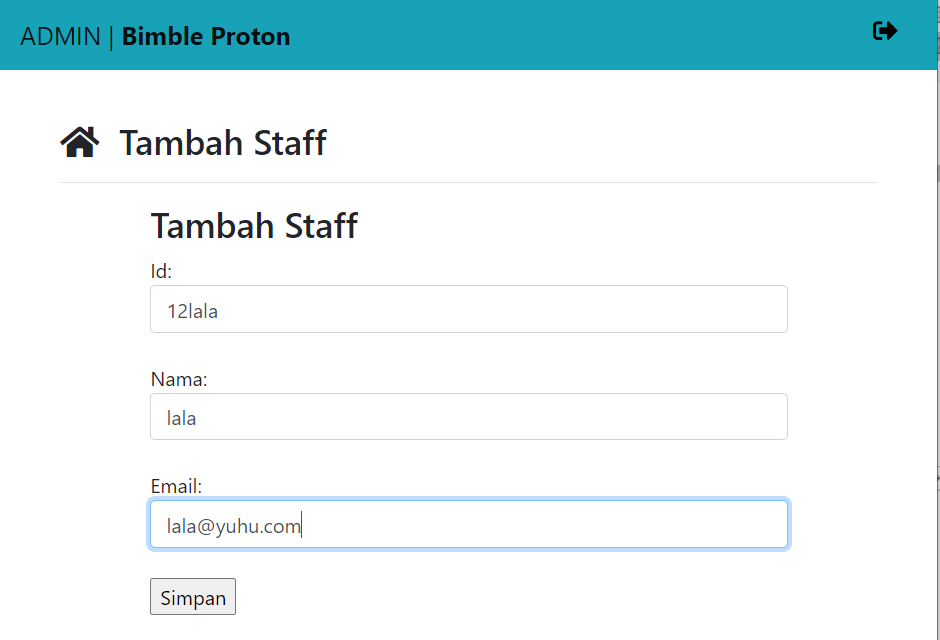 ADMIN | Bimble Proton
Tambah Staff
Tambah Staff
Id:
12lala
Nama:
lala
Email:
lala@yuhu.com
Simpan